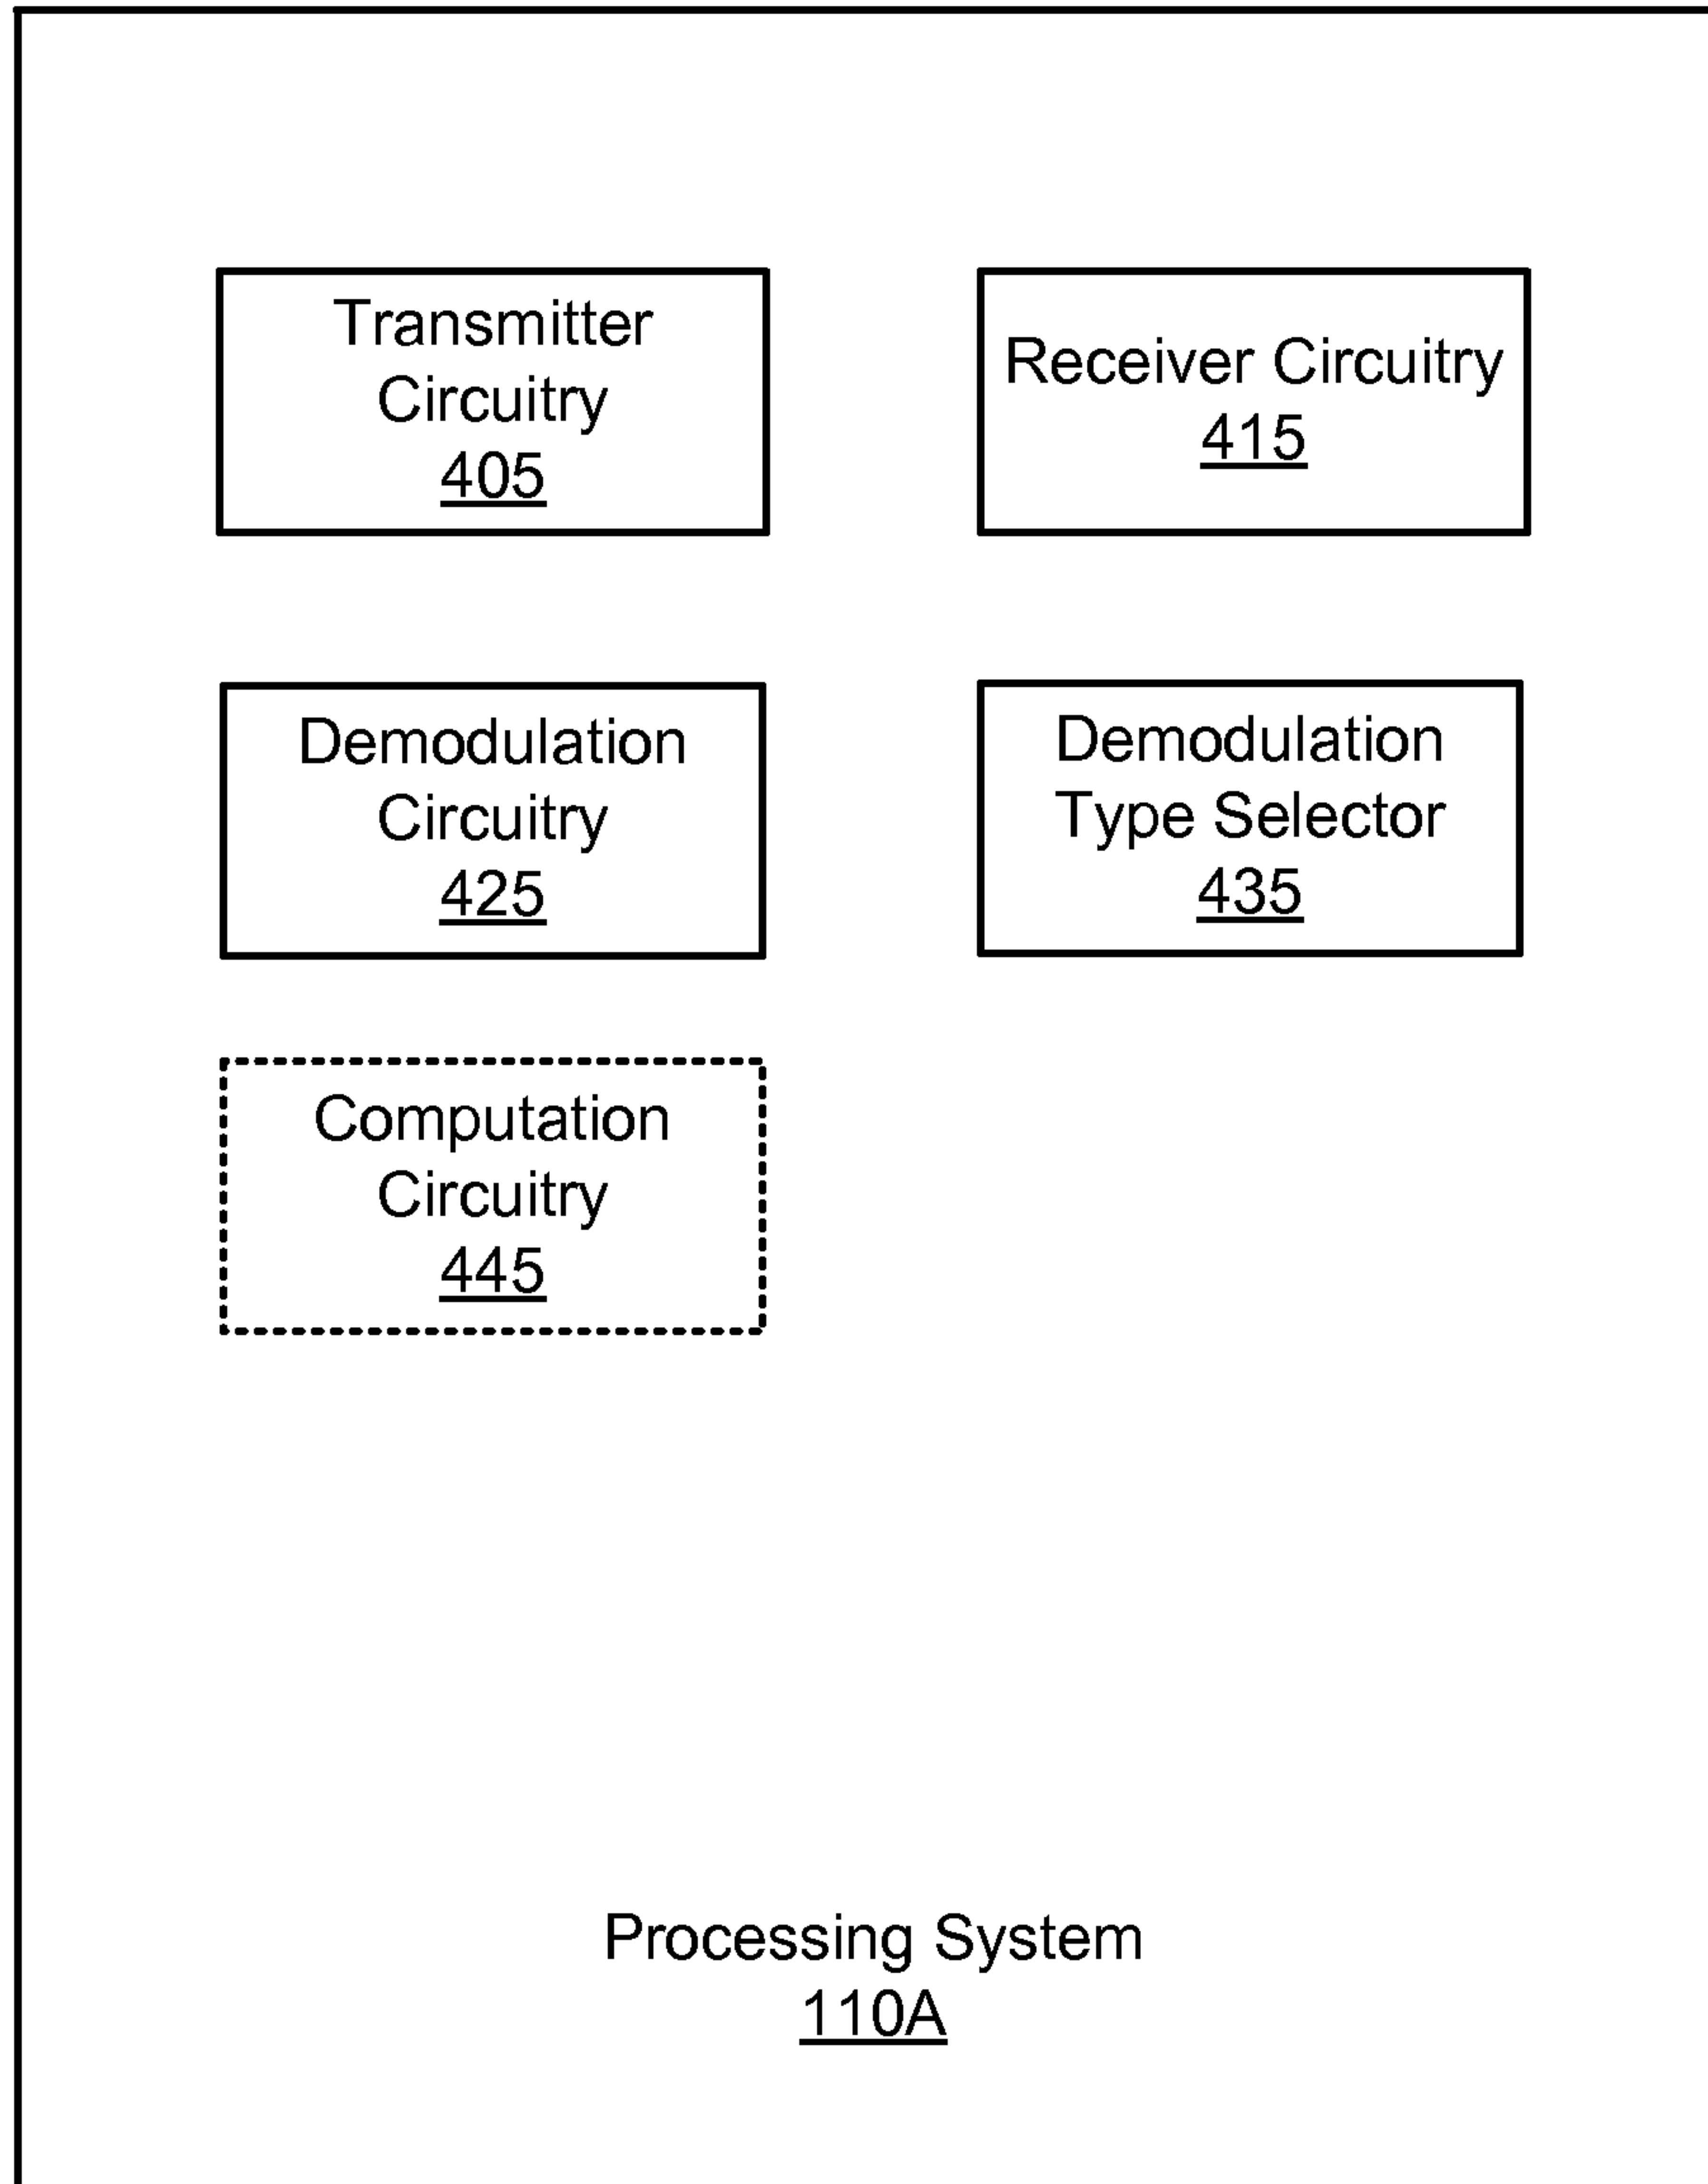 Transmitter
Circuitry
405
Receiver Circuitry
415
Demodulation
Circuitry
425
Demodulation
Type Selector
435
Computation
Circuitry
445
Processing System
110A